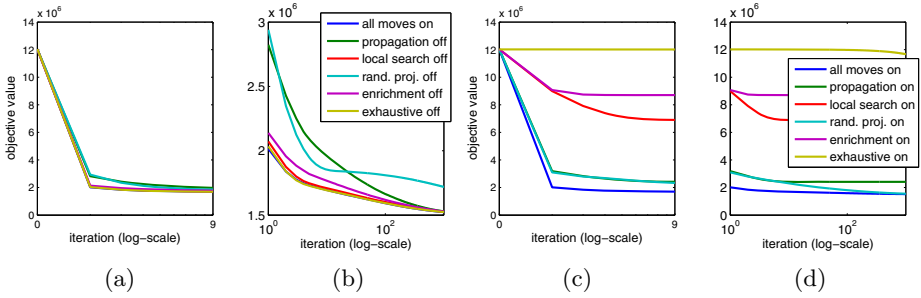 x 10^6
14
12
10
8
6
4
2
0
0
9
objective value
iteration (log−scale)
(a)
x 10^6
3
2.5
2
1.5
10^0
10^2
iteration (log−scale)
all moves on
propagation off
local search off
rand. proj. off
enrichment off
exhaustive off
(b)
x 10^6
14
12
10
8
6
4
2
0
0
9
objective value
iteration (log−scale)
(c)
x 10^6
14
12
10
8
6
4
2
0
10^0
10^2
iteration (log−scale)
all moves on
propagation on
local search on
rand. proj. on
enrichment on
exhaustive on
(d)